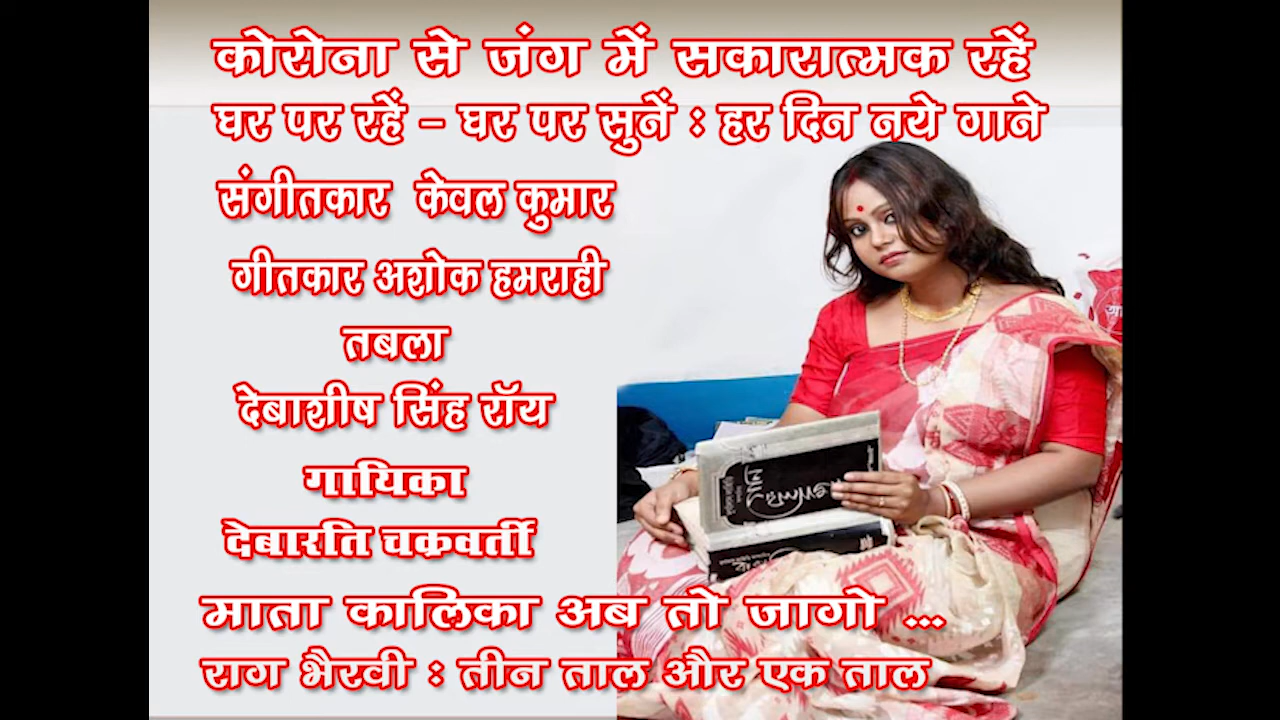 कोरोना से जंग में सकारात्मक रहें
घर पर रहें - घर पर सुनें : हर दिन नये गाने
संगीतकार केवल कुमार
गीतकार अशोक हमराही
तबला
देबाशीष सिंह रॉय
गायिका
देबारति चक्रवर्ती
माता कालिका अब तो जागो ...
राग भैरवी : तीन ताल और एक ताल